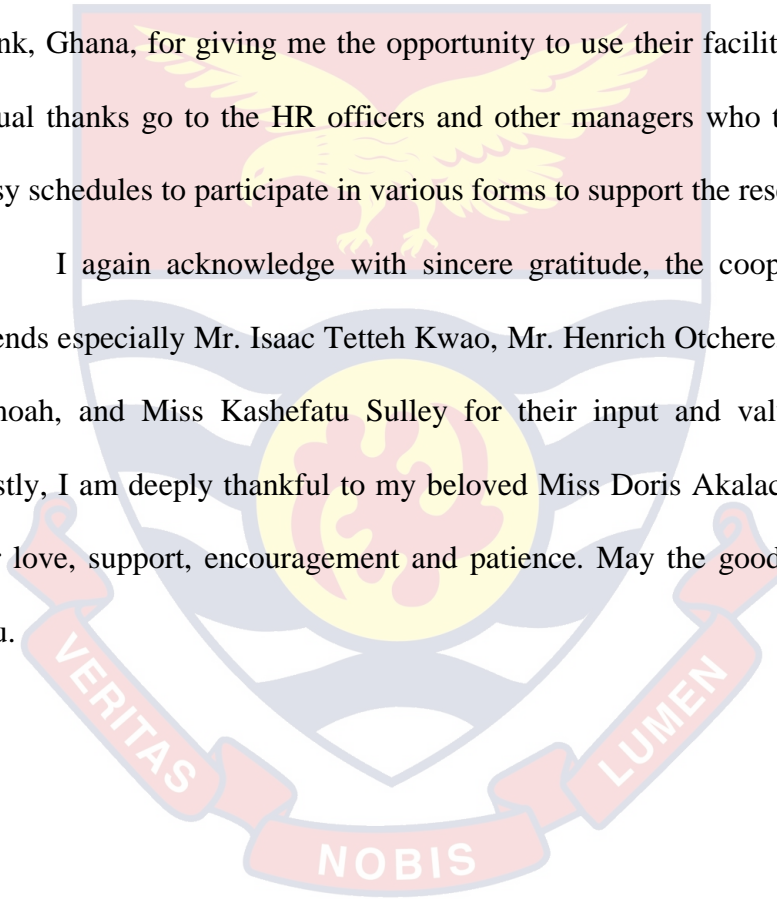 nk, Ghana, for giving me the opportunity to use their facilit
ual thanks go to the HR officers and other managers who t
sy schedules to participate in various forms to support the rese
I again acknowledge with sincere gratitude, the coop
ends especially Mr. Isaac Tetteh Kwao, Mr. Henrich Otchere
noah, and Miss Kashefatu Sulley for their input and val
stly, I am deeply thankful to my beloved Miss Doris Akalac
r love, support, encouragement and patience. May the good
u.
VERITAS
NOBIS
LUMEN